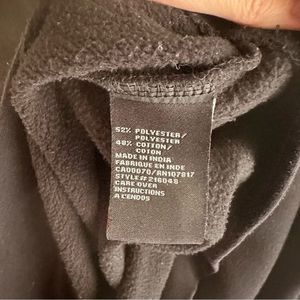 52% POLYESTER/
POLYESTER
48% COTTON/
COTON
MADE IN INDIA
FABRIQUE EN INDE
CA00070/RN107817
STYLE#216048
CARE OVER
INSTRUCTIONS
A L'ENDOS